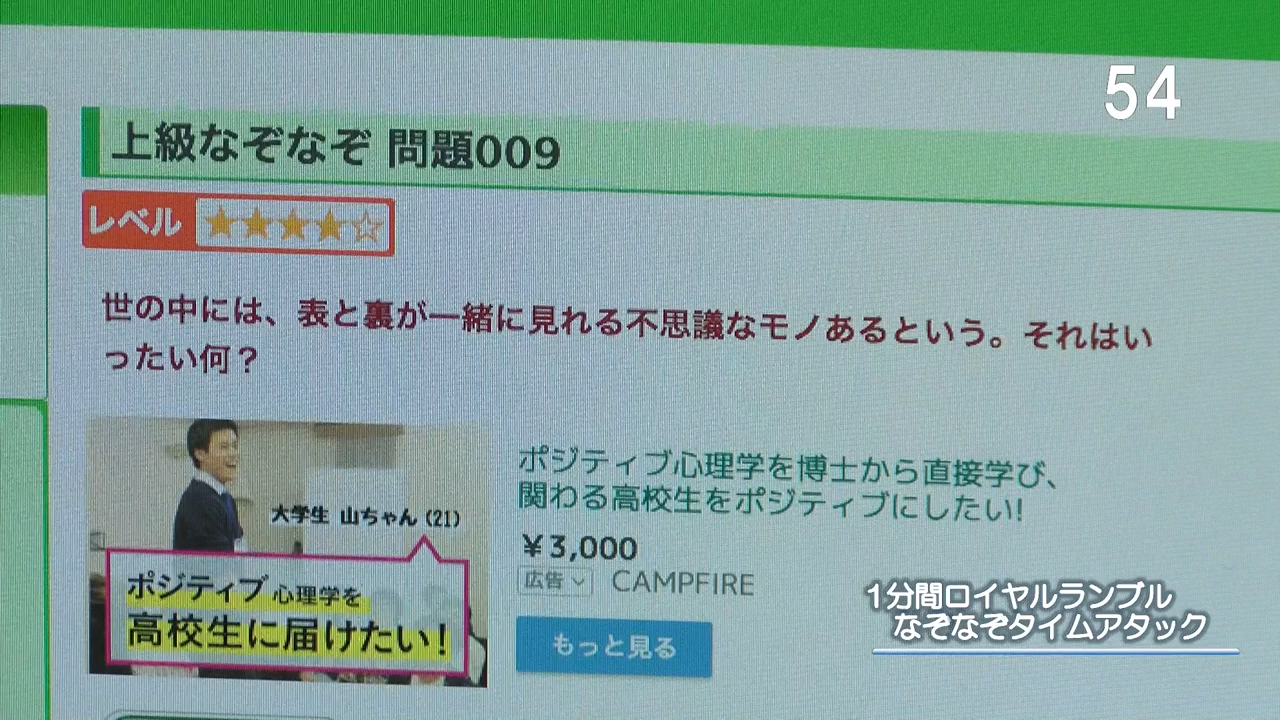 54
上級なぞなぞ 問題009
レベル ★★★★☆
世の中には、表と裏が一緒に見れる不思議なモノあるという。それはい
ったい何？
大学生 山ちゃん(21)
ポジティブ心理学を
高校生に届けたい!
ポジティブ心理学を博士から直接学び、
関わる高校生をポジティブにしたい!
¥3,000
広告 CAMPFIRE
もっと見る
1分間ロイヤルランブル
なぞなぞタイムアタック